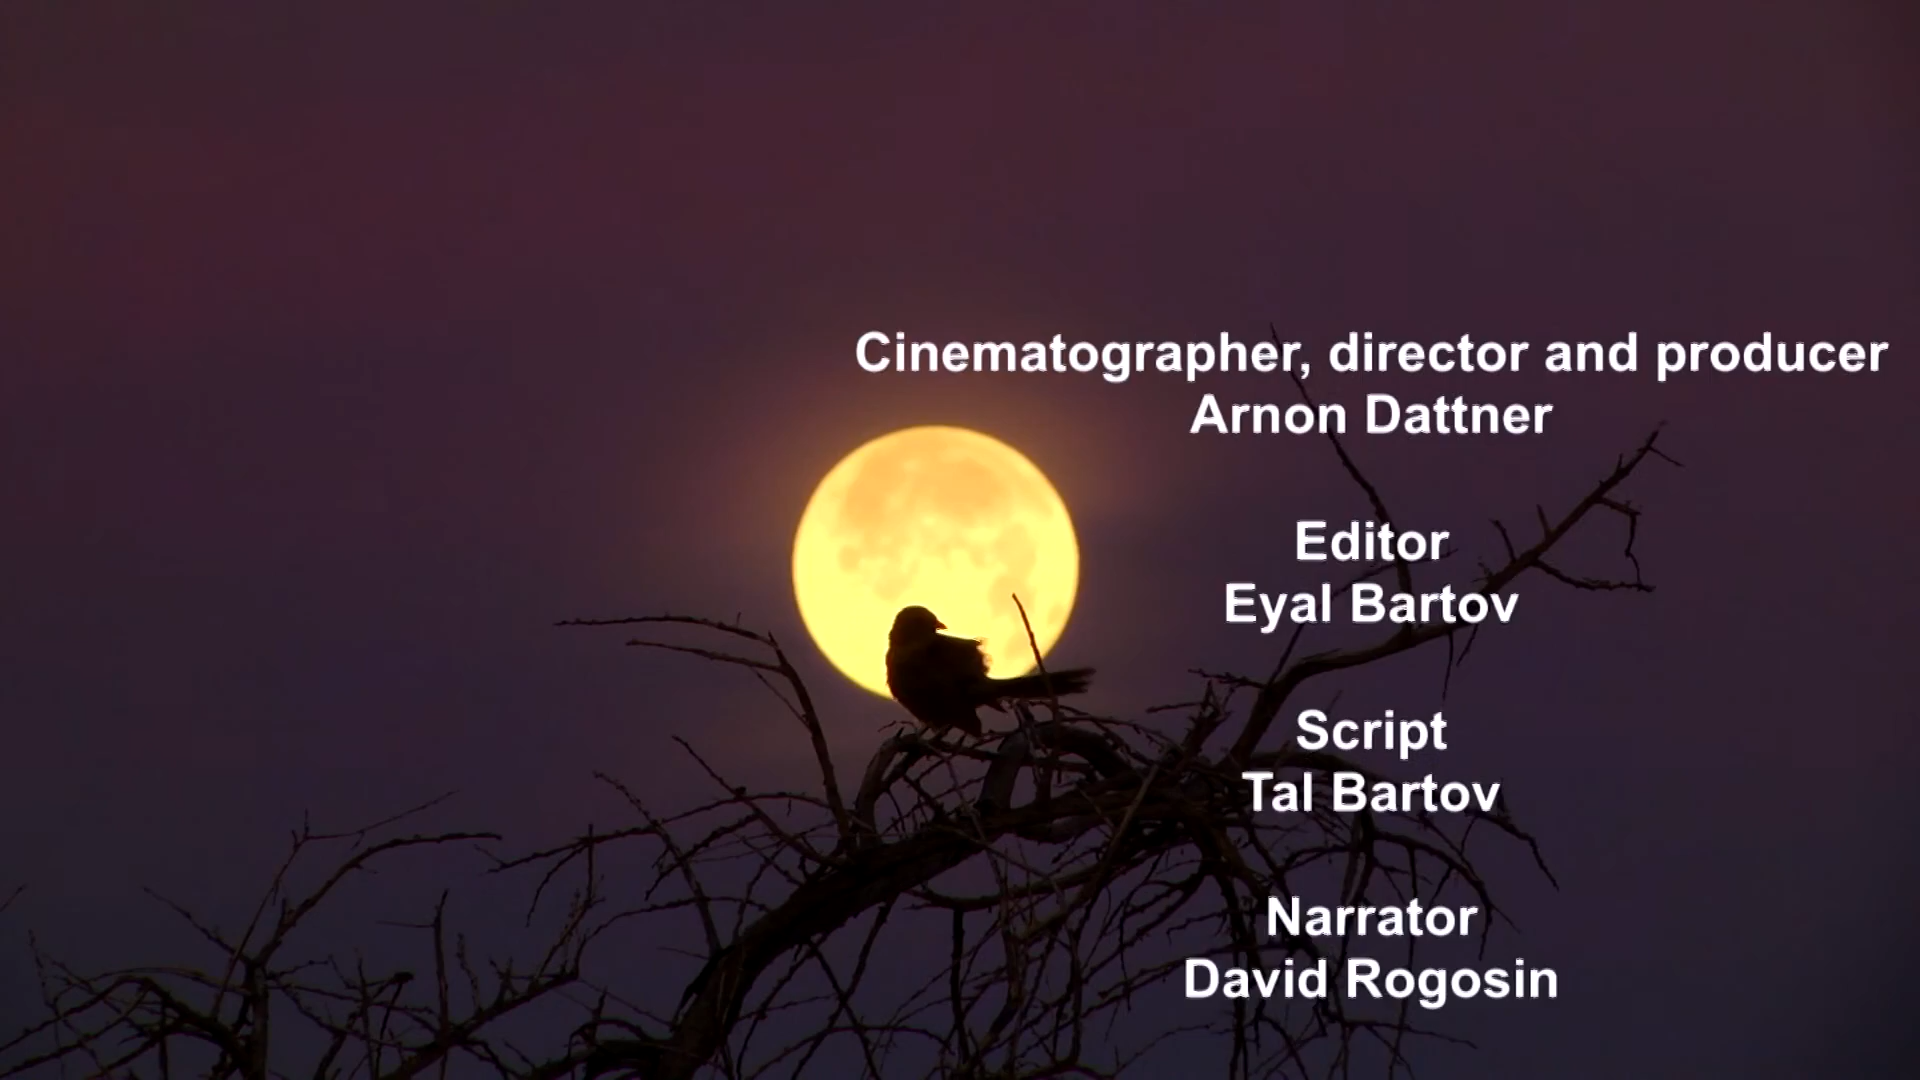 Cinematographer, director and producer
Arnon Dattner
Editor
Eyal Bartov
Script
Tal Bartov
Narrator
David Rogosin